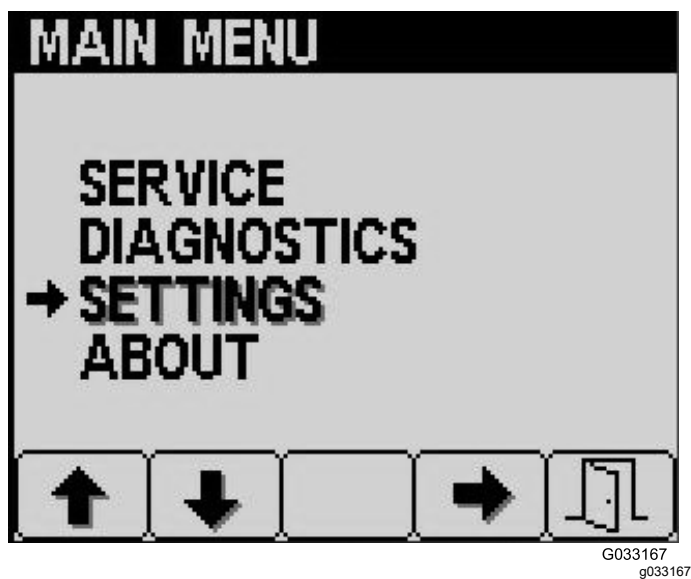 MAIN MENU
SERVICE
DIAGNOSTICS
SETTINGS
ABOUT
G033167
g033167